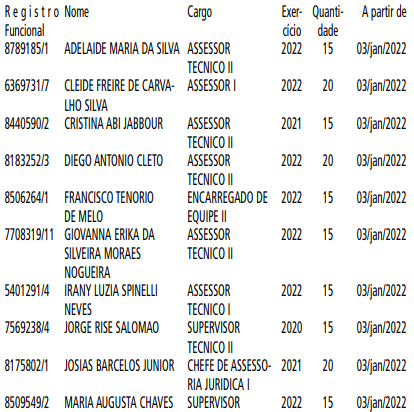 Registro Nome Cargo Exer- Quanti- A partir de
Funcional cício dade
8789185/1 ADELAIDE MARIA DA SILVA ASSESSOR 2022 15 03/jan/2022
TECNICO II
6369731/7 CLEIDE FREIRE DE CARVA- ASSESSOR I 2022 20 03/jan/2022
LHO SILVA
8440590/2 CRISTINA ABI JABBOUR ASSESSOR 2021 15 03/jan/2022
TECNICO II
8183252/3 DIEGO ANTONIO CLETO ASSESSOR 2022 20 03/jan/2022
TECNICO II
8506264/1 FRANCISCO TENORIO ENCARREGADO DE 2022 15 03/jan/2022
DE MELO EQUIPE II
7708319/11 GIOVANNA ERIKA DA ASSESSOR 2022 15 03/jan/2022
SILVEIRA MORAES TECNICO II
NOGUEIRA
5401291/4 IRANY LUZIA SPINELLI ASSESSOR 2022 15 03/jan/2022
NEVES TECNICO I
7569238/4 JORGE RISE SALOMAO SUPERVISOR 2020 15 03/jan/2022
TECNICO II
8175802/1 JOSIAS BARCELOS JUNIOR CHEFE DE ASSESSO- 2021 20 03/jan/2022
RIA JURIDICA I
8509549/2 MARIA AUGUSTA CHAVES SUPERVISOR 2022 15 03/jan/2022